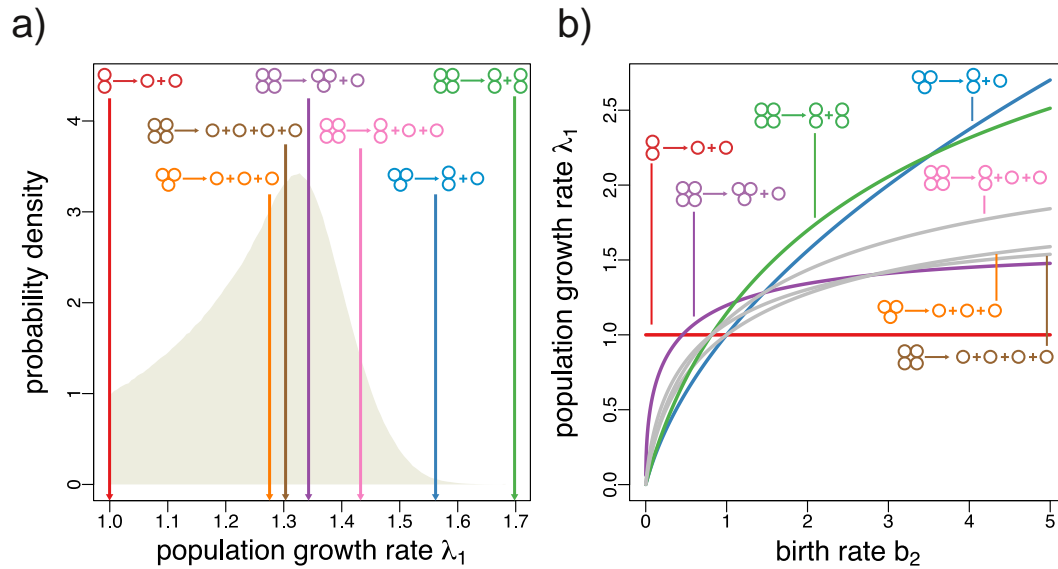 a)
b)
probability density
4
3
2
1
0
1.0 1.1 1.2 1.3 1.4 1.5 1.6 1.7
population growth rate λ1
+
+
+
+ + +
+ +
+ +
+
population growth rate λ1
2.5
2.0
1.5
1.0
0.5
0.0
0 1 2 3 4 5
birth rate b2
+
+
+
+
+ +
+ +
+ + +